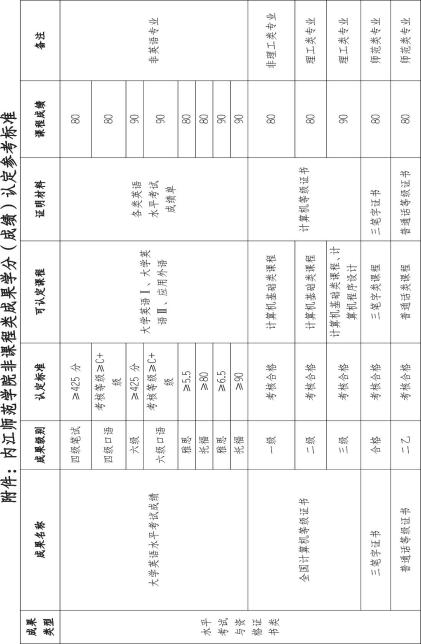 附件：内江师范学院非课程类成果学分（成绩）认定参考标准
成果
类型
成果名称
成果级别
认定标准
可认定课程
证明材料
课程成绩
备注
水平
考试
与资
格证
书类
大学英语水平考试成绩
四级笔试
≥425 分
大学英语Ⅰ、大学英
语Ⅱ、应用外语
各类英语
水平考试
成绩单
80
非英语专业
四级口语
考核等级≥C+
级
80
六级
≥425 分
90
六级口语
考核等级≥C+
级
90
雅思
≥5.5
80
托福
≥80
80
雅思
≥6.5
90
托福
≥90
90
全国计算机等级证书
一级
考核合格
计算机基础类课程
计算机等级证书
80
非理工类专业
二级
考核合格
计算机基础类课程
80
理工类专业
三级
考核合格
计算机基础类课程、计
算机程序设计
90
理工类专业
三笔字证书
合格
考核合格
三笔字类课程
三笔字证书
80
师范类专业
普通话等级证书
二乙
考核合格
普通话类课程
普通话等级证书
80
师范类专业